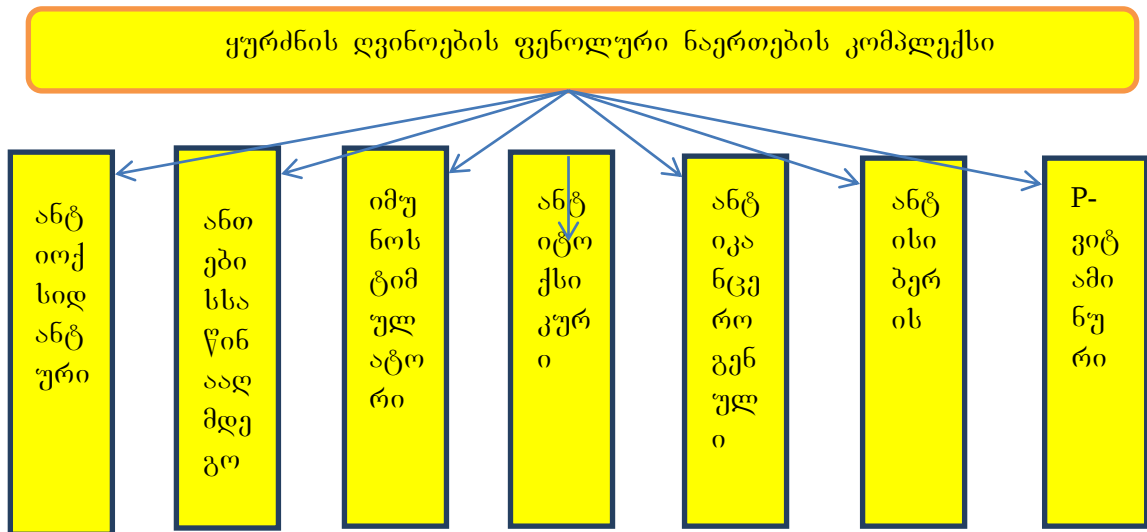 ყურძნის ღვინოების ფენოლური ნაერთების კომპლექსი
ანტ
იოქ
სიდ
ანტ
ური
ანთ
ები
სსა
წინ
ააღ
მდე
გო
იმუ
ნოს
ტიმ
ულ
ატო
რი
ანტ
იტო
ქსი
კურ
ი
ანტ
იკა
ნცე
რო
გენ
ულ
ი
ანტ
ისი
ბერ
ის
P-
ვიტ
ამი
ნუ
რი